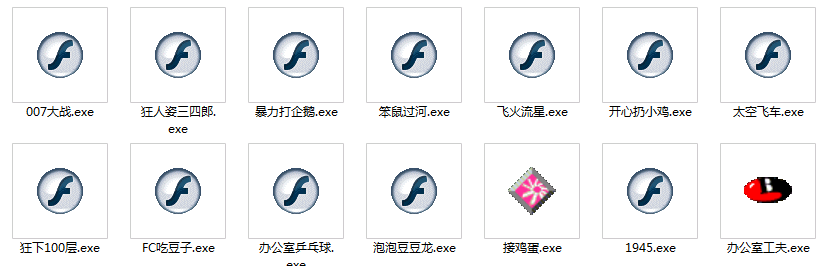 007大战.exe
狂人姿三四郎.
exe
暴力打企鹅.exe
笨鼠过河.exe
飞火流星.exe
开心扔小鸡.exe
太空飞车.exe
狂下100层.exe
FC吃豆子.exe
办公室乒乓球.
exe
泡泡豆豆龙.exe
接鸡蛋.exe
1945.exe
办公室工夫.exe